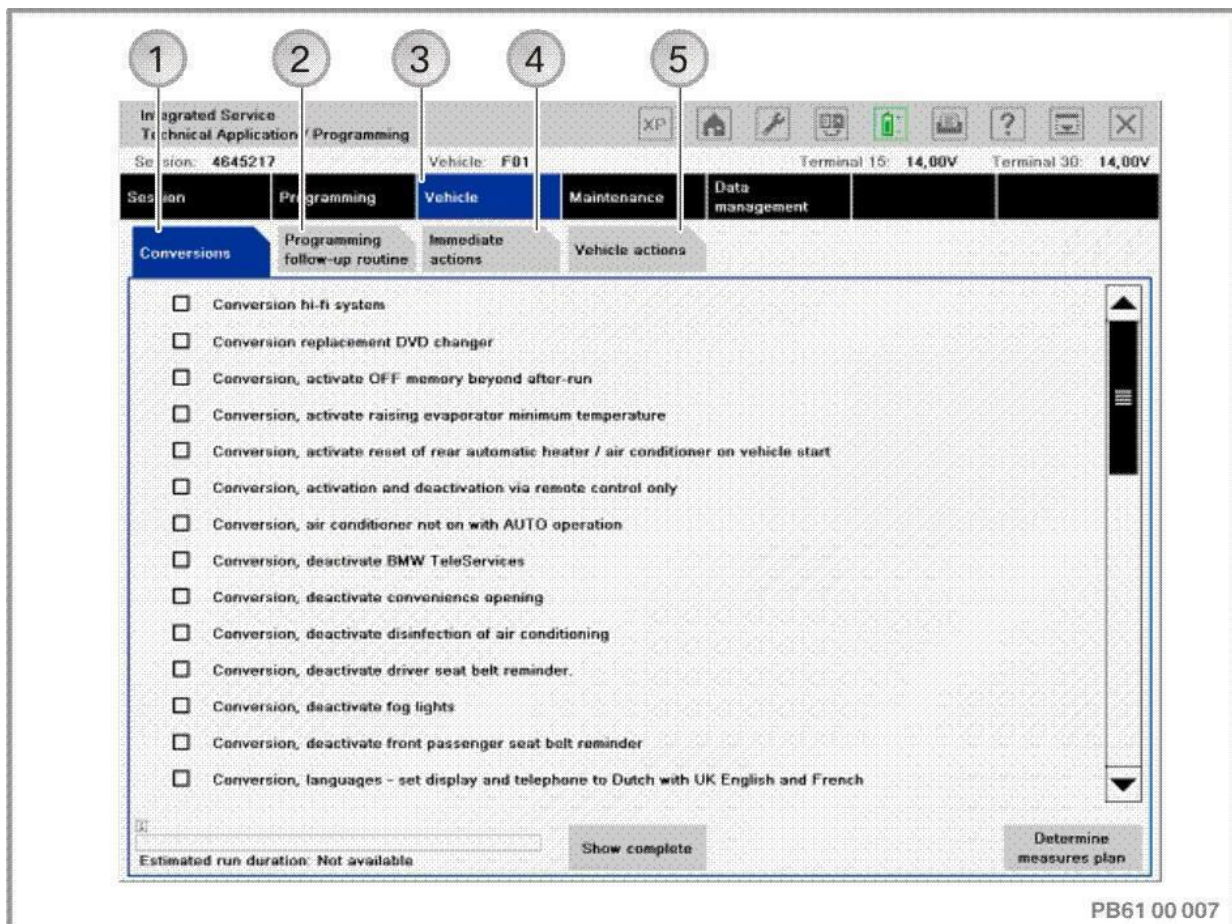 1 2 3 4 5
Integrated Service
Technical Application / Programming
XP
?
Session: 4645217 Vehicle: F01 Terminal 15: 14,00V Terminal 30: 14,00V
Session Programming Vehicle Maintenance Data management
Conversions Programming follow-up routine Immediate actions Vehicle actions
Conversion hi-fi system
Conversion replacement DVD changer
Conversion, activate OFF memory beyond after-run
Conversion, activate raising evaporator minimum temperature
Conversion, activate reset of rear automatic heater / air conditioner on vehicle start
Conversion, activation and deactivation via remote control only
Conversion, air conditioner not on with AUTO operation
Conversion, deactivate BMW TeleServices
Conversion, deactivate convenience opening
Conversion, deactivate disinfection of air conditioning
Conversion, deactivate driver seat belt reminder.
Conversion, deactivate fog lights
Conversion, deactivate front passenger seat belt reminder
Conversion, languages - set display and telephone to Dutch with UK English and French
Estimated run duration: Not available
Show complete
Determine
measures plan
PB61 00 007